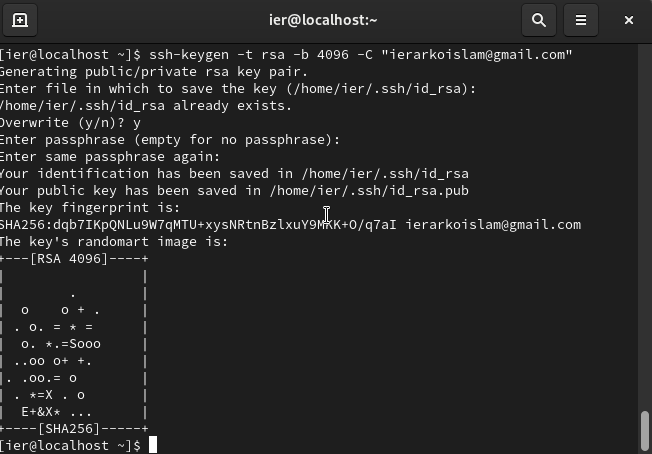 ier@localhost:~
[ier@localhost ~]$ ssh-keygen -t rsa -b 4096 -C "ierarkoislam@gmail.com"
Generating public/private rsa key pair.
Enter file in which to save the key (/home/ier/.ssh/id_rsa):
/home/ier/.ssh/id_rsa already exists.
Overwrite (y/n)? y
Enter passphrase (empty for no passphrase):
Enter same passphrase again:
Your identification has been saved in /home/ier/.ssh/id_rsa
Your public key has been saved in /home/ier/.ssh/id_rsa.pub
The key fingerprint is:
SHA256:dqb7IKpQNLu9W7qMTU+xysNRtnBzlxuY9MKK+O/q7aI ierarkoislam@gmail.com
The key's randomart image is:
+---[RSA 4096]----+
|                 |
|        .        |
|  o    o + .     |
| . o. = * =      |
|  o. *.=Sooo     |
| ..oo o+ +.      |
|. .oo.= o        |
| . *=X . o       |
|  E+&X* ...      |
+----[SHA256]-----+
[ier@localhost ~]$